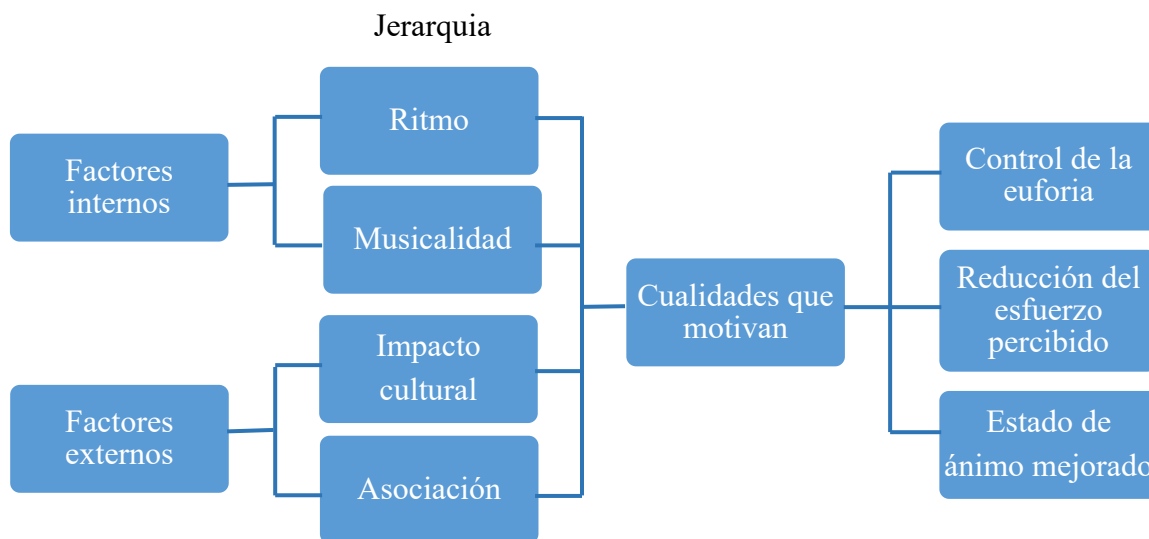 Jerarquia
Factores
internos
Ritmo
Musicalidad
Factores
externos
Impacto
cultural
Asociación
Cualidades que
motivan
Control de la
euforia
Reducción del
esfuerzo
percibido
Estado de
ánimo mejorado